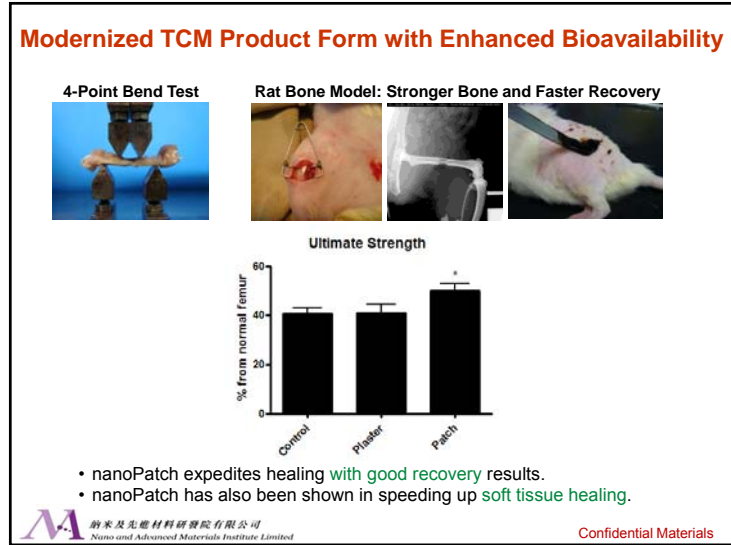 Modernized TCM Product Form with Enhanced Bioavailability
4-Point Bend Test
Rat Bone Model: Stronger Bone and Faster Recovery
Ultimate Strength
% from normal femur
60
40
20
0
*
Control
Plaster
Patch
• nanoPatch expedites healing with good recovery results.
• nanoPatch has also been shown in speeding up soft tissue healing.
納米及先進材料研發院有限公司
Nano and Advanced Materials Institute Limited
Confidential Materials